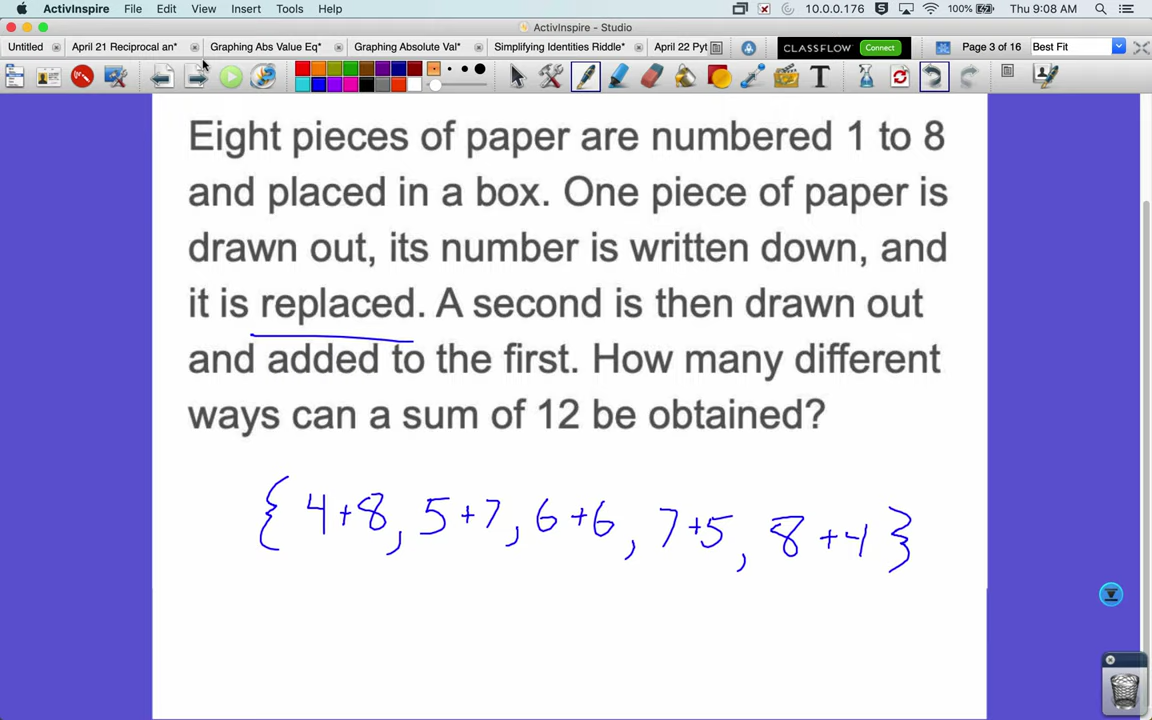 ActivInspire File Edit View Insert Tools Help 10.0.0.176 5 100% Thu 9:08 AM
ActivInspire - Studio
Untitled April 21 Reciprocal an* Graphing Abs Value Eq* Graphing Absolute Val* Simplifying Identities Riddle* April 22 Pyt CLASSFLOW Connect Page 3 of 16 Best Fit
T
Eight pieces of paper are numbered 1 to 8
and placed in a box. One piece of paper is
drawn out, its number is written down, and
it is replaced. A second is then drawn out
and added to the first. How many different
ways can a sum of 12 be obtained?
{ 4+8, 5+7, 6+6, 7+5, 8+4 }